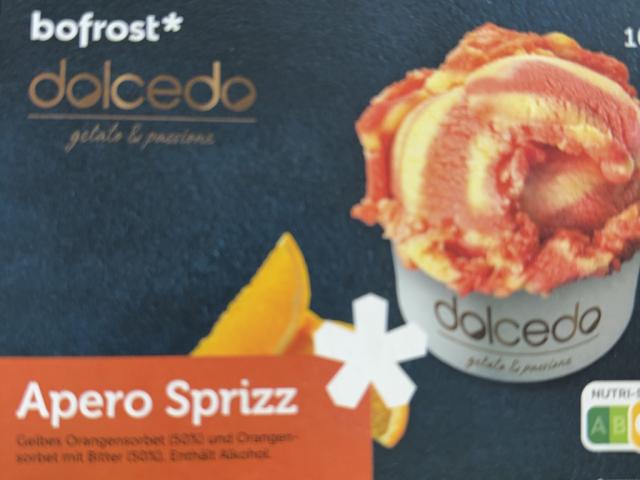 bofrost*
10
dolcedo
gelato & passione
dolcedo
gelato & passione
Apero Sprizz
Gelbes Orangensorbet (50%) und Orangen-
sorbet mit Bitter (50%). Enthält Alkohol.
NUTRI-S
A B